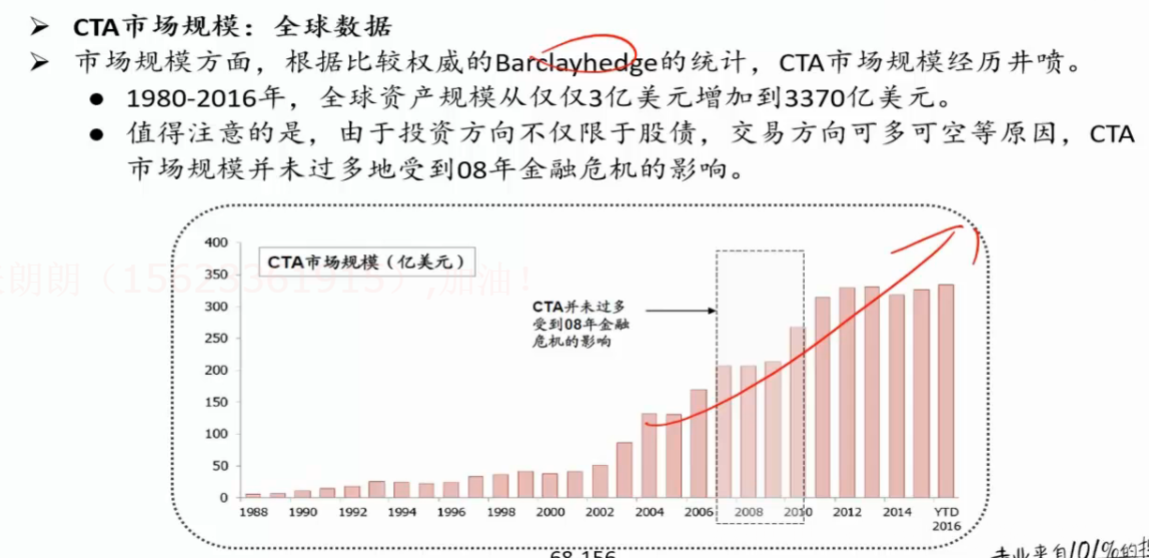 ➤ CTA市场规模：全球数据
➤ 市场规模方面，根据比较权威的Barclayhedge的统计，CTA市场规模经历井喷。
● 1980-2016年，全球资产规模从仅仅3亿美元增加到3370亿美元。
● 值得注意的是，由于投资方向不仅限于股债，交易方向可多可空等原因，CTA
市场规模并未过多地受到08年金融危机的影响。
400
CTA市场规模（亿美元）
350
朗朗
加油！
300
CTA并未过多
受到08年金融
危机的影响
250
200
150
100
50
0
1988 1990 1992 1994 1996 1998 2000 2002 2004 2006 2008 2010 2012 2014 YTD
2016
68-156
专业来自101%的投